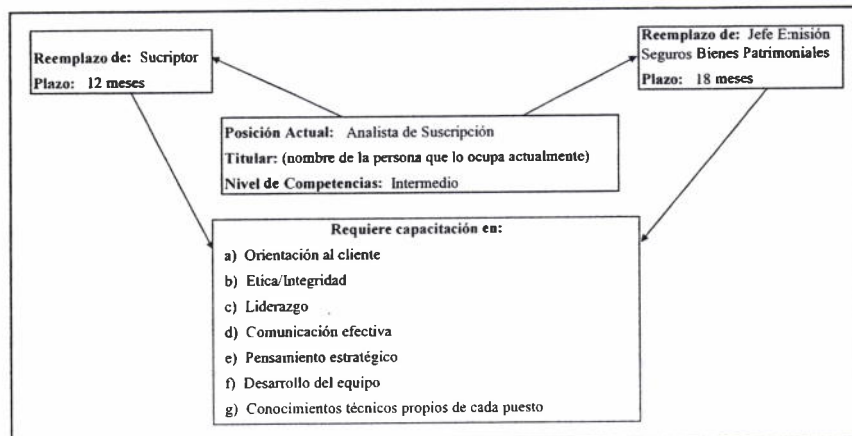 Reemplazo de: Sucriptor
Plazo: 12 meses
Reemplazo de: Jefe Emisión
Seguros Bienes Patrimoniales
Plazo: 18 meses
Posición Actual: Analista de Suscripción
Titular: (nombre de la persona que lo ocupa actualmente)
Nivel de Competencias: Intermedio
Requiere capacitación en:
a) Orientación al cliente
b) Etica/Integridad
c) Liderazgo
d) Comunicación efectiva
e) Pensamiento estratégico
f) Desarrollo del equipo
g) Conocimientos técnicos propios de cada puesto